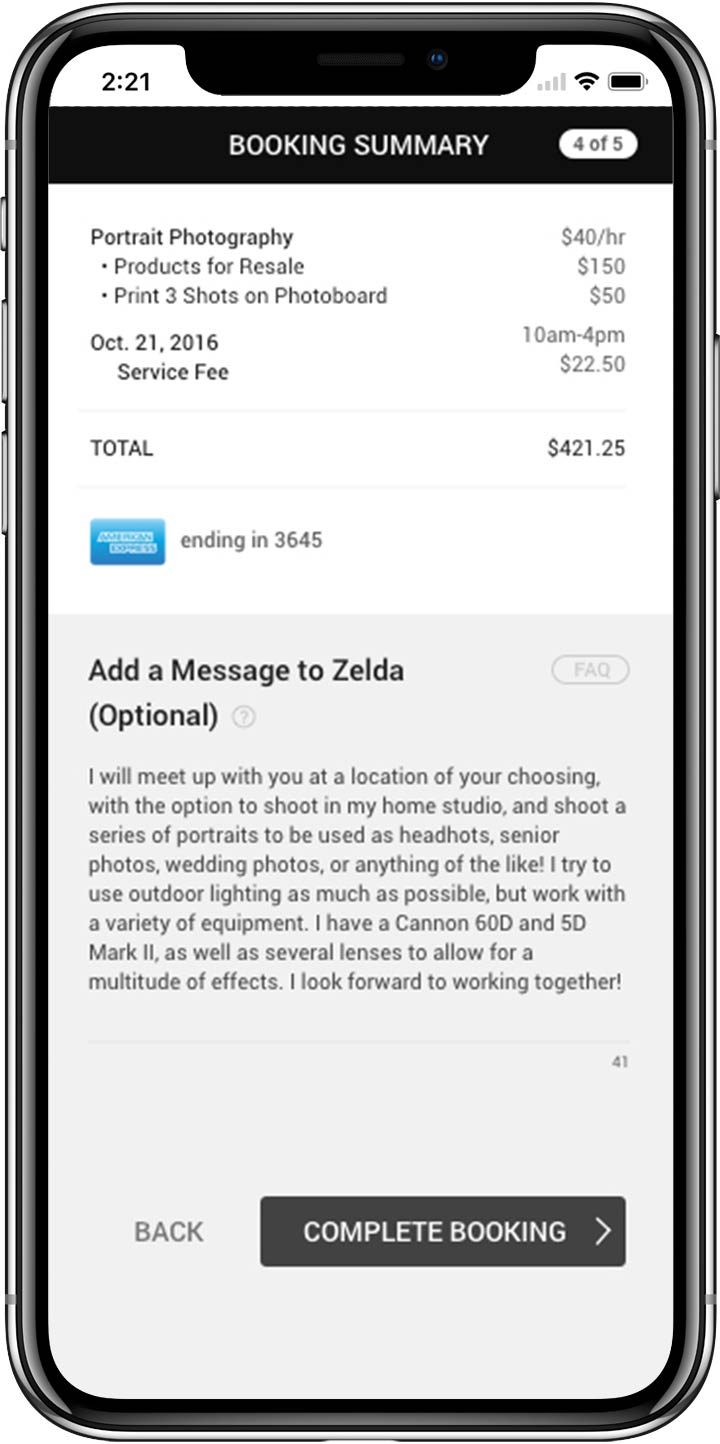 2:21
BOOKING SUMMARY 4 of 5
Portrait Photography $40/hr
• Products for Resale $150
• Print 3 Shots on Photoboard $50
Oct. 21, 2016 10am-4pm
Service Fee $22.50
TOTAL $421.25
AMERICAN
EXPRESS
ending in 3645
Add a Message to Zelda FAQ
(Optional) ?
I will meet up with you at a location of your choosing,
with the option to shoot in my home studio, and shoot a
series of portraits to be used as headhots, senior
photos, wedding photos, or anything of the like! I try to
use outdoor lighting as much as possible, but work with
a variety of equipment. I have a Cannon 60D and 5D
Mark II, as well as several lenses to allow for a
multitude of effects. I look forward to working together!
41
BACK COMPLETE BOOKING